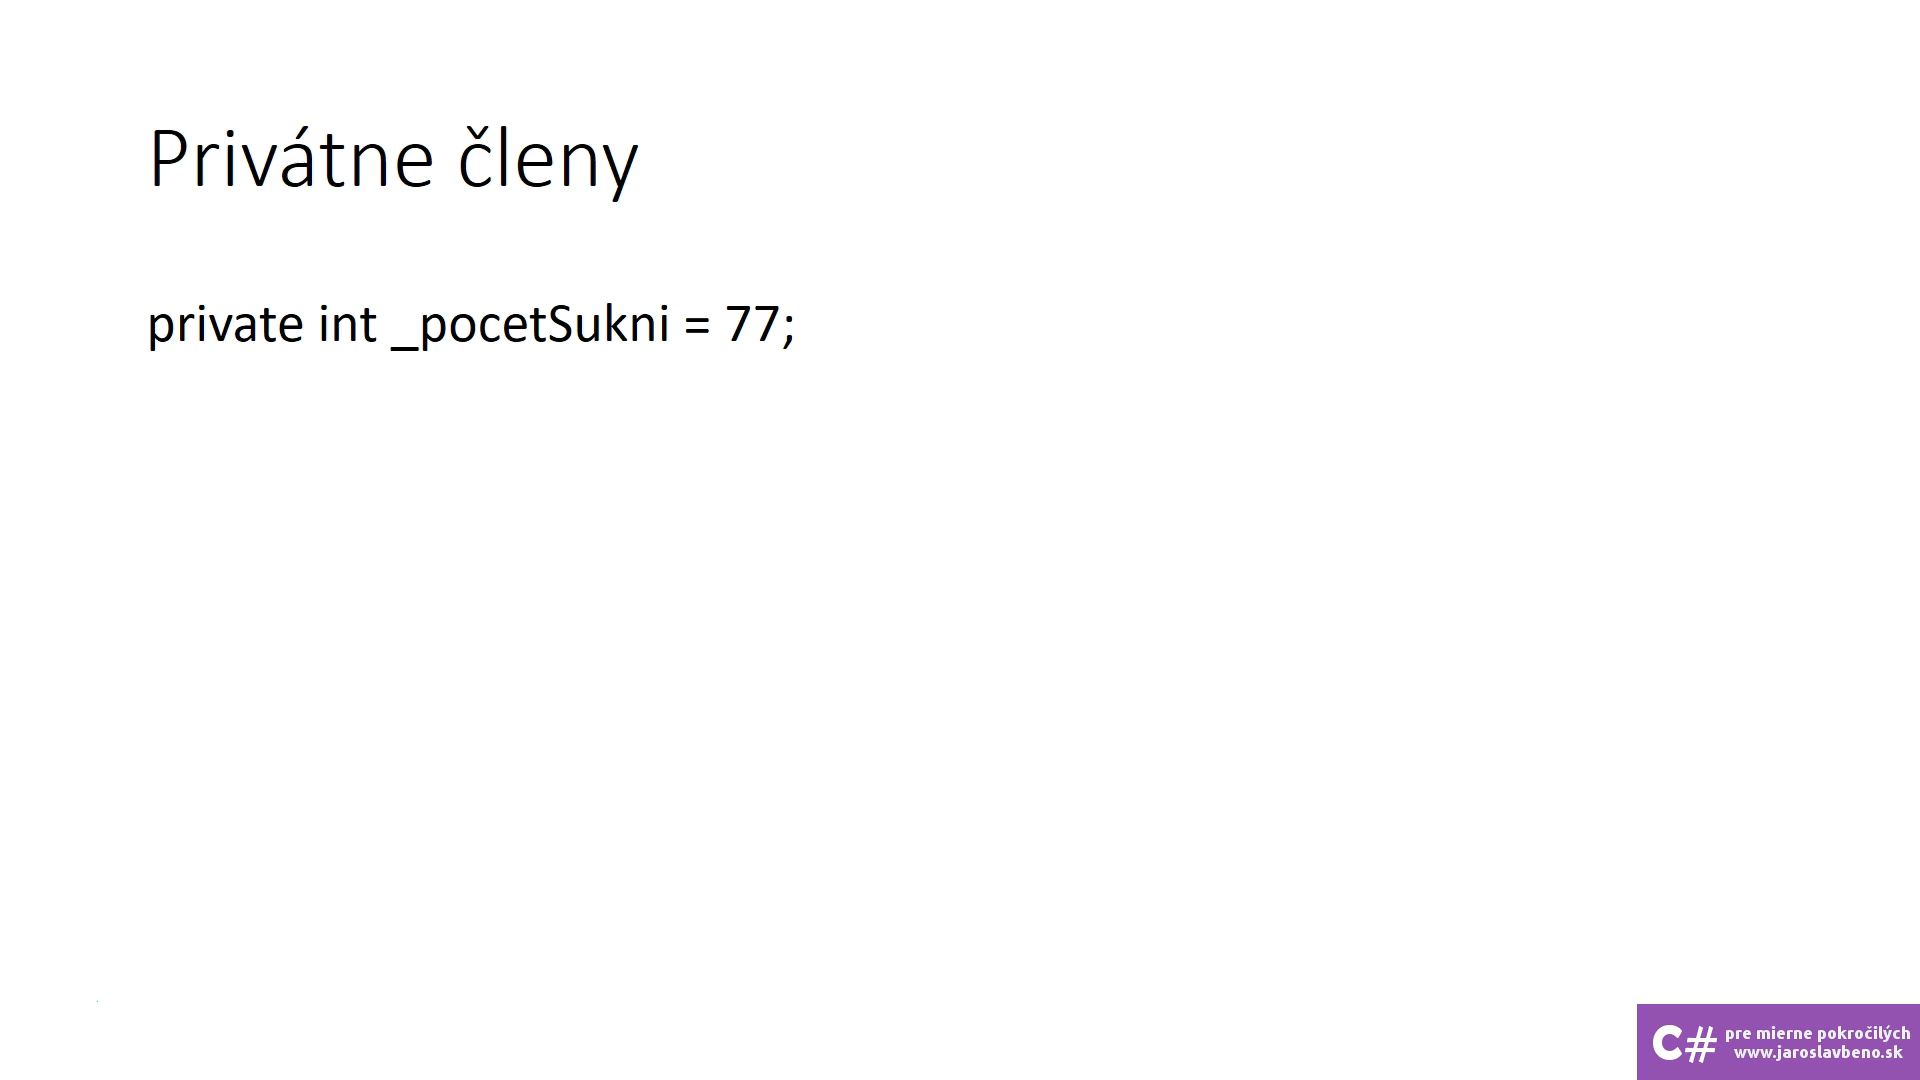 Privátne členy
private int _pocetSukni = 77;
C# pre mierne pokročilých
www.jaroslavbeno.sk